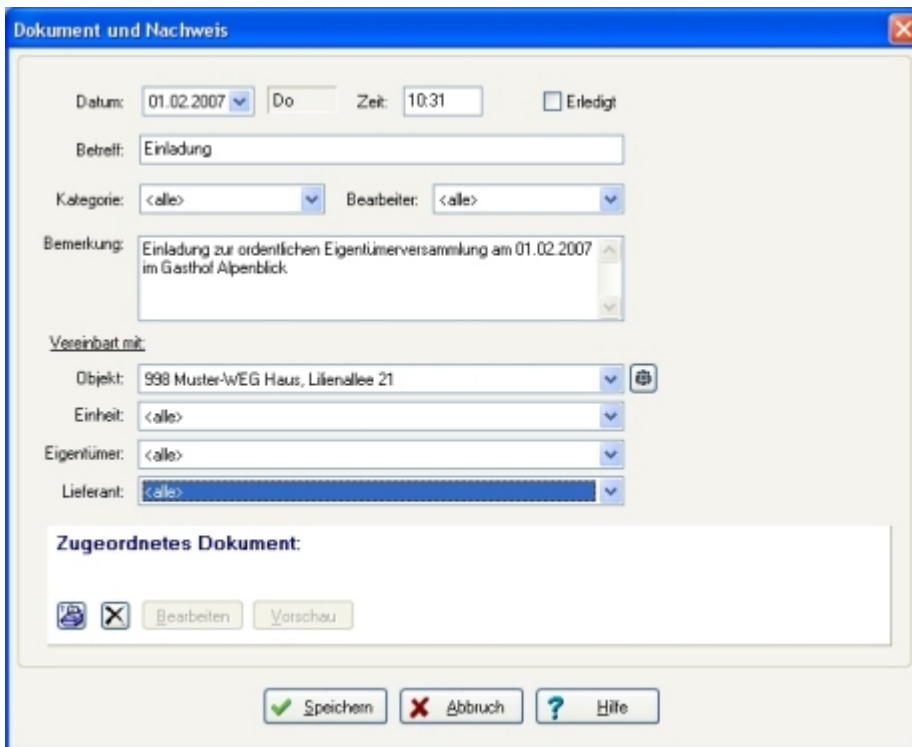 Dokument und Nachweis
Datum: 01.02.2007 Do Zeit: 10:31 Erledigt
Betreff: Einladung
Kategorie: <alle> Bearbeiter: <alle>
Bemerkung: Einladung zur ordentlichen Eigentümerversammlung am 01.02.2007
im Gasthof Alpenblick
Vereinbart mit:
Objekt: 998 Muster-WEG Haus, Lilienallee 21
Einheit: <alle>
Eigentümer: <alle>
Lieferant: <alle>
Zugeordnetes Dokument:
Bearbeiten Vorschau
Speichern Abbruch Hilfe